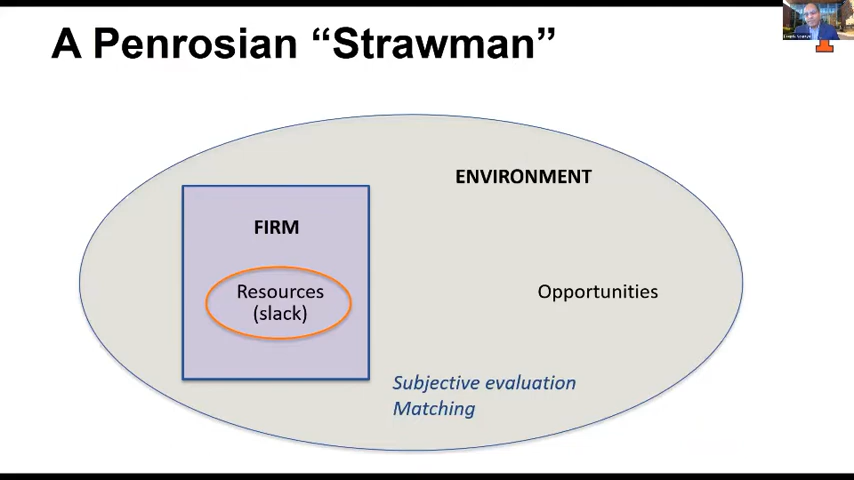 A Penrosian “Strawman”
ENVIRONMENT
FIRM
Resources
(slack)
Opportunities
Subjective evaluation
Matching